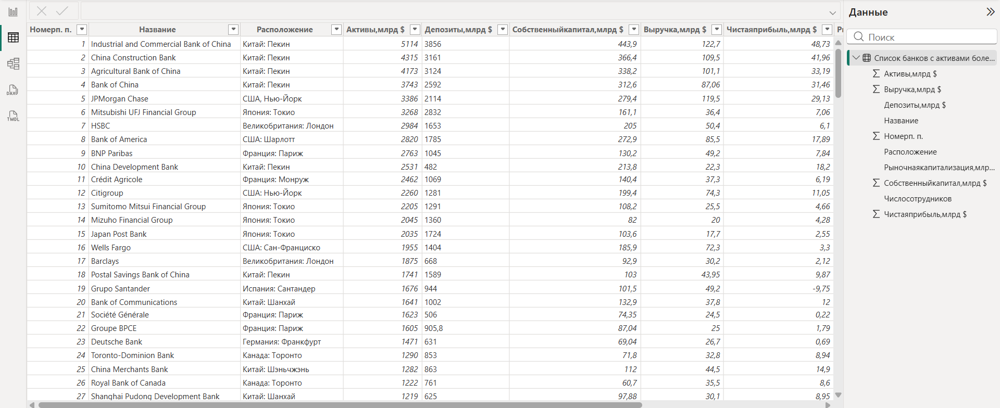 Номерп. п. Название Расположение Активы,млрд $ Депозиты,млрд $ Собственныйкапитал,млрд $ Выручка,млрд $ Чистаяприбыль,млрд $
1 Industrial and Commercial Bank of China Китай: Пекин 5114 3856 443,9 122,7 48,73
2 China Construction Bank Китай: Пекин 4315 3161 366,4 109,5 41,96
3 Agricultural Bank of China Китай: Пекин 4173 3124 338,2 101,1 33,19
4 Bank of China Китай: Пекин 3743 2592 312,6 87,06 31,46
5 JPMorgan Chase США, Нью-Йорк 3386 2114 279,4 119,5 29,13
6 Mitsubishi UFJ Financial Group Япония: Токио 3268 2832 161,1 36,4 7,06
7 HSBC Великобритания: Лондон 2984 1653 205 50,4 6,1
8 Bank of America США: Шарлотт 2820 1785 272,9 85,5 17,89
9 BNP Paribas Франция: Париж 2763 1045 130,2 49,2 7,84
10 China Development Bank Китай: Пекин 2531 482 213,8 22,3 18,2
11 Crédit Agricole Франция: Монруж 2462 1069 140,4 37,3 6,19
12 Citigroup США: Нью-Йорк 2260 1281 199,4 74,3 11,05
13 Sumitomo Mitsui Financial Group Япония: Токио 2205 1291 108,2 25,5 4,66
14 Mizuho Financial Group Япония: Токио 2045 1360 82 20 4,28
15 Japan Post Bank Япония: Токио 2035 1724 103,6 17,7 2,55
16 Wells Fargo США: Сан-Франциско 1955 1404 185,9 72,3 3,3
17 Barclays Великобритания: Лондон 1875 668 92,9 30,2 2,12
18 Postal Savings Bank of China Китай: Пекин 1741 1589 103 43,95 9,87
19 Grupo Santander Испания: Сантандер 1676 944 101,5 49,2 -9,75
20 Bank of Communications Китай: Шанхай 1641 1002 132,9 37,8 12
21 Société Générale Франция: Париж 1623 506 74,35 24,5 0,22
22 Groupe BPCE Франция: Париж 1605 905,8 87,04 25 1,79
23 Deutsche Bank Германия: Франкфурт 1471 631 69,04 26,7 0,69
24 Toronto-Dominion Bank Канада: Торонто 1290 853 71,8 32,8 8,94
25 China Merchants Bank Китай: Шэньчжэнь 1282 863 112 44,5 14,9
26 Royal Bank of Canada Канада: Торонто 1222 761 60,7 35,5 8,6
27 Shanghai Pudong Development Bank Китай: Шанхай 1219 625 97,88 30,1 8,95
DAX
TMDL
Данные
Поиск
Список банков с активами боле...
Активы,млрд $
Выручка,млрд $
Депозиты,млрд $
Название
Номерп. п.
Расположение
Рыночнаякапитализация,млр...
Собственныйкапитал,млрд $
Числосотрудников
Чистаяприбыль,млрд $